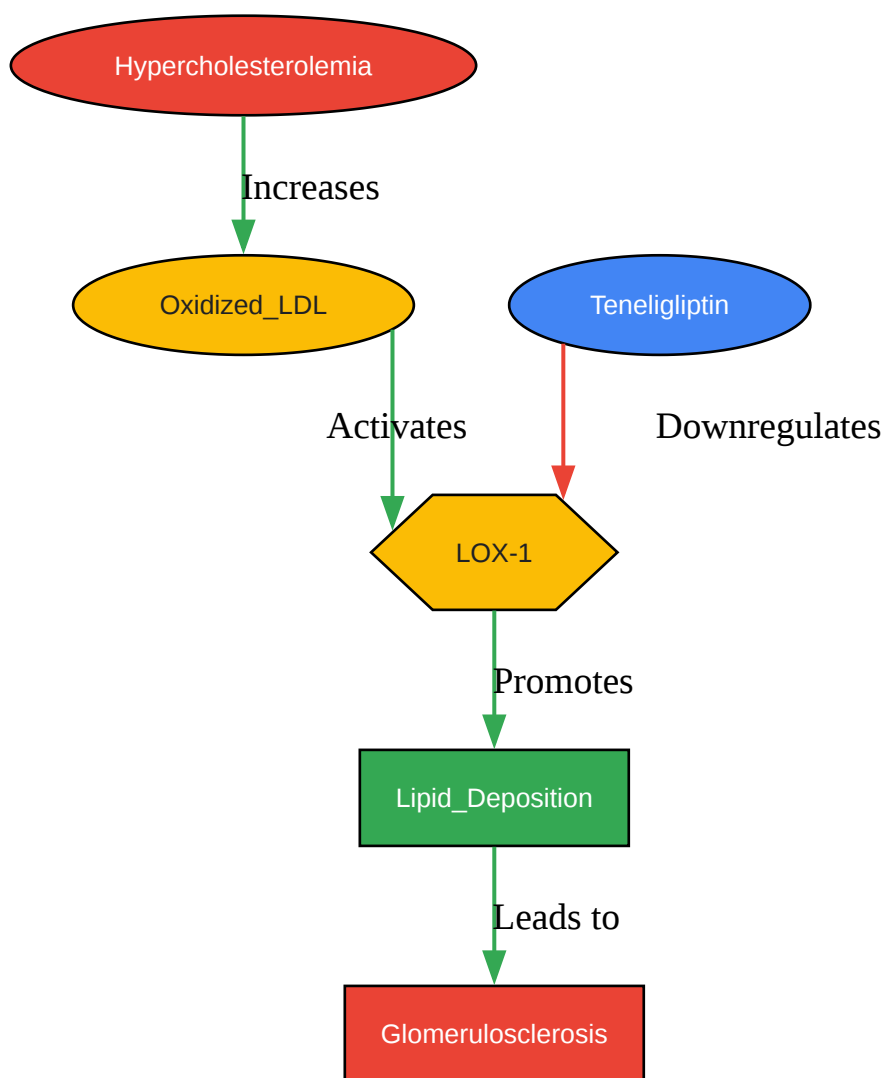 Hypercholesterolemia
Increases
Oxidized_LDL
Teneligliptin
Activates
Downregulates
LOX-1
Promotes
Lipid_Deposition
Leads to
Glomerulosclerosis